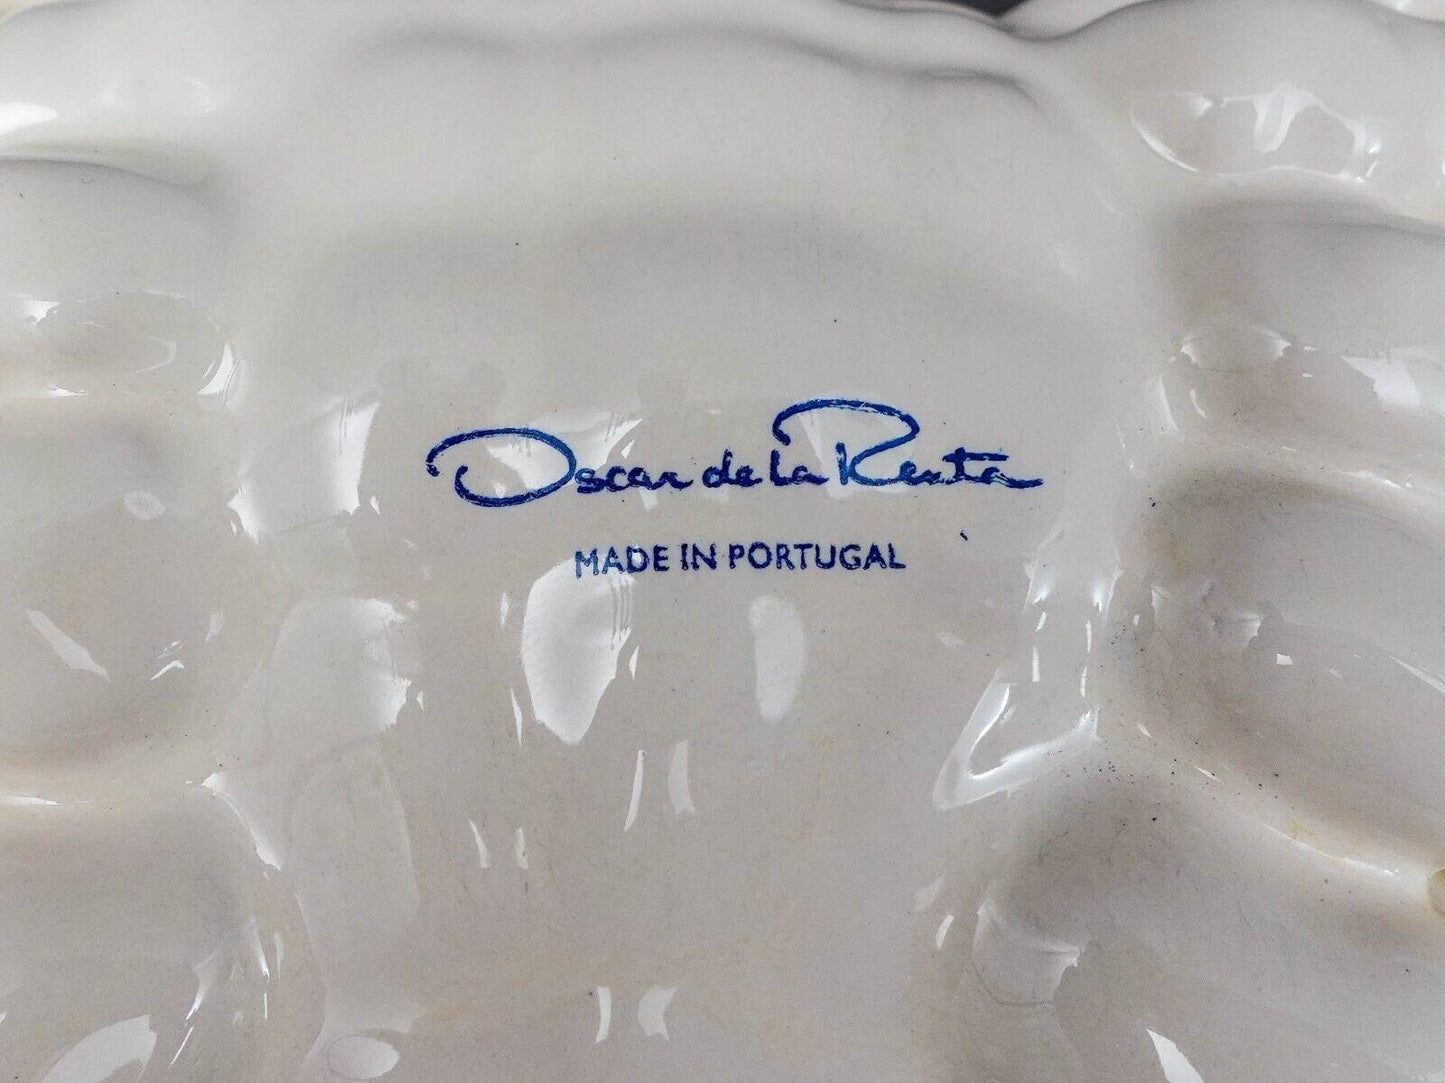 Oscar de la Renta
MADE IN PORTUGAL